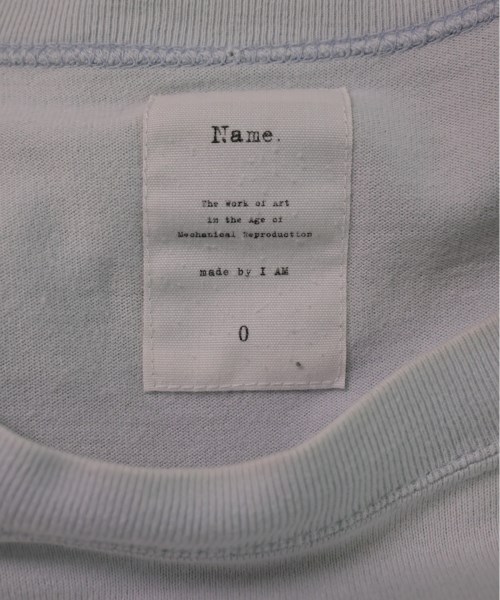 Name.
The Work of Art
in the Age of
Mechanical Reproduction
made by I AM
0